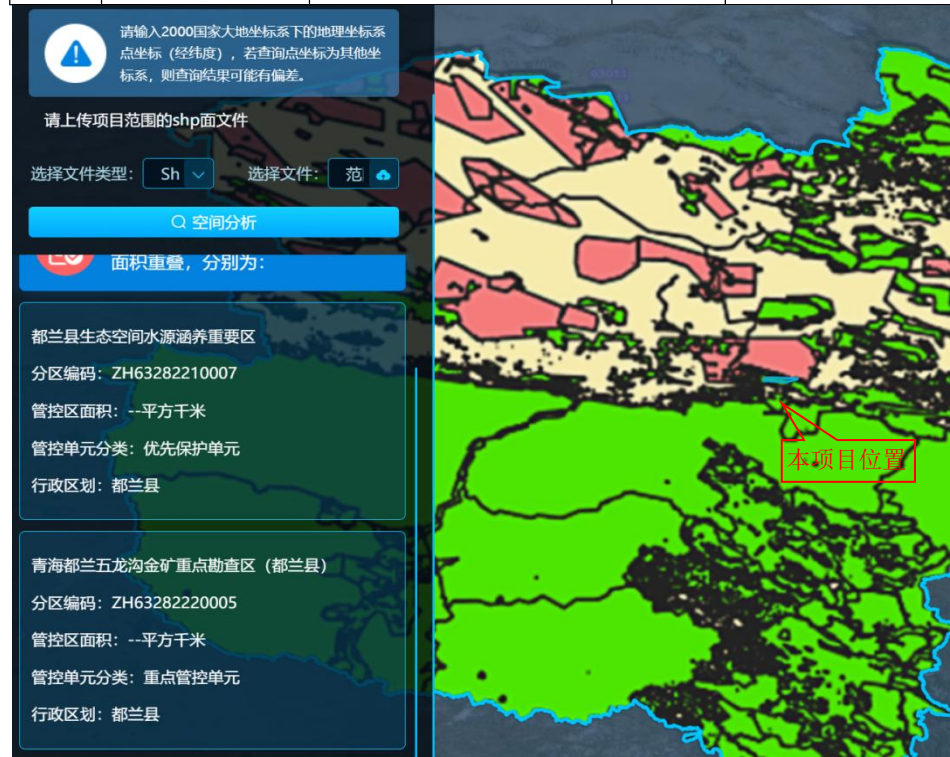 请输入2000国家大地坐标系下的地理坐标系
点坐标（经纬度），若查询点坐标为其他坐
标系，则查询结果可能有偏差。
请上传项目范围的shp面文件
选择文件类型： Sh 选择文件： 范
空间分析
面积重叠，分别为：
都兰县生态空间水源涵养重要区
分区编码：ZH63282210007
管控区面积：--平方千米
管控单元分类：优先保护单元
行政区划：都兰县
青海都兰五龙沟金矿重点勘查区（都兰县）
分区编码：ZH63282220005
管控区面积：--平方千米
管控单元分类：重点管控单元
行政区划：都兰县
本项目位置